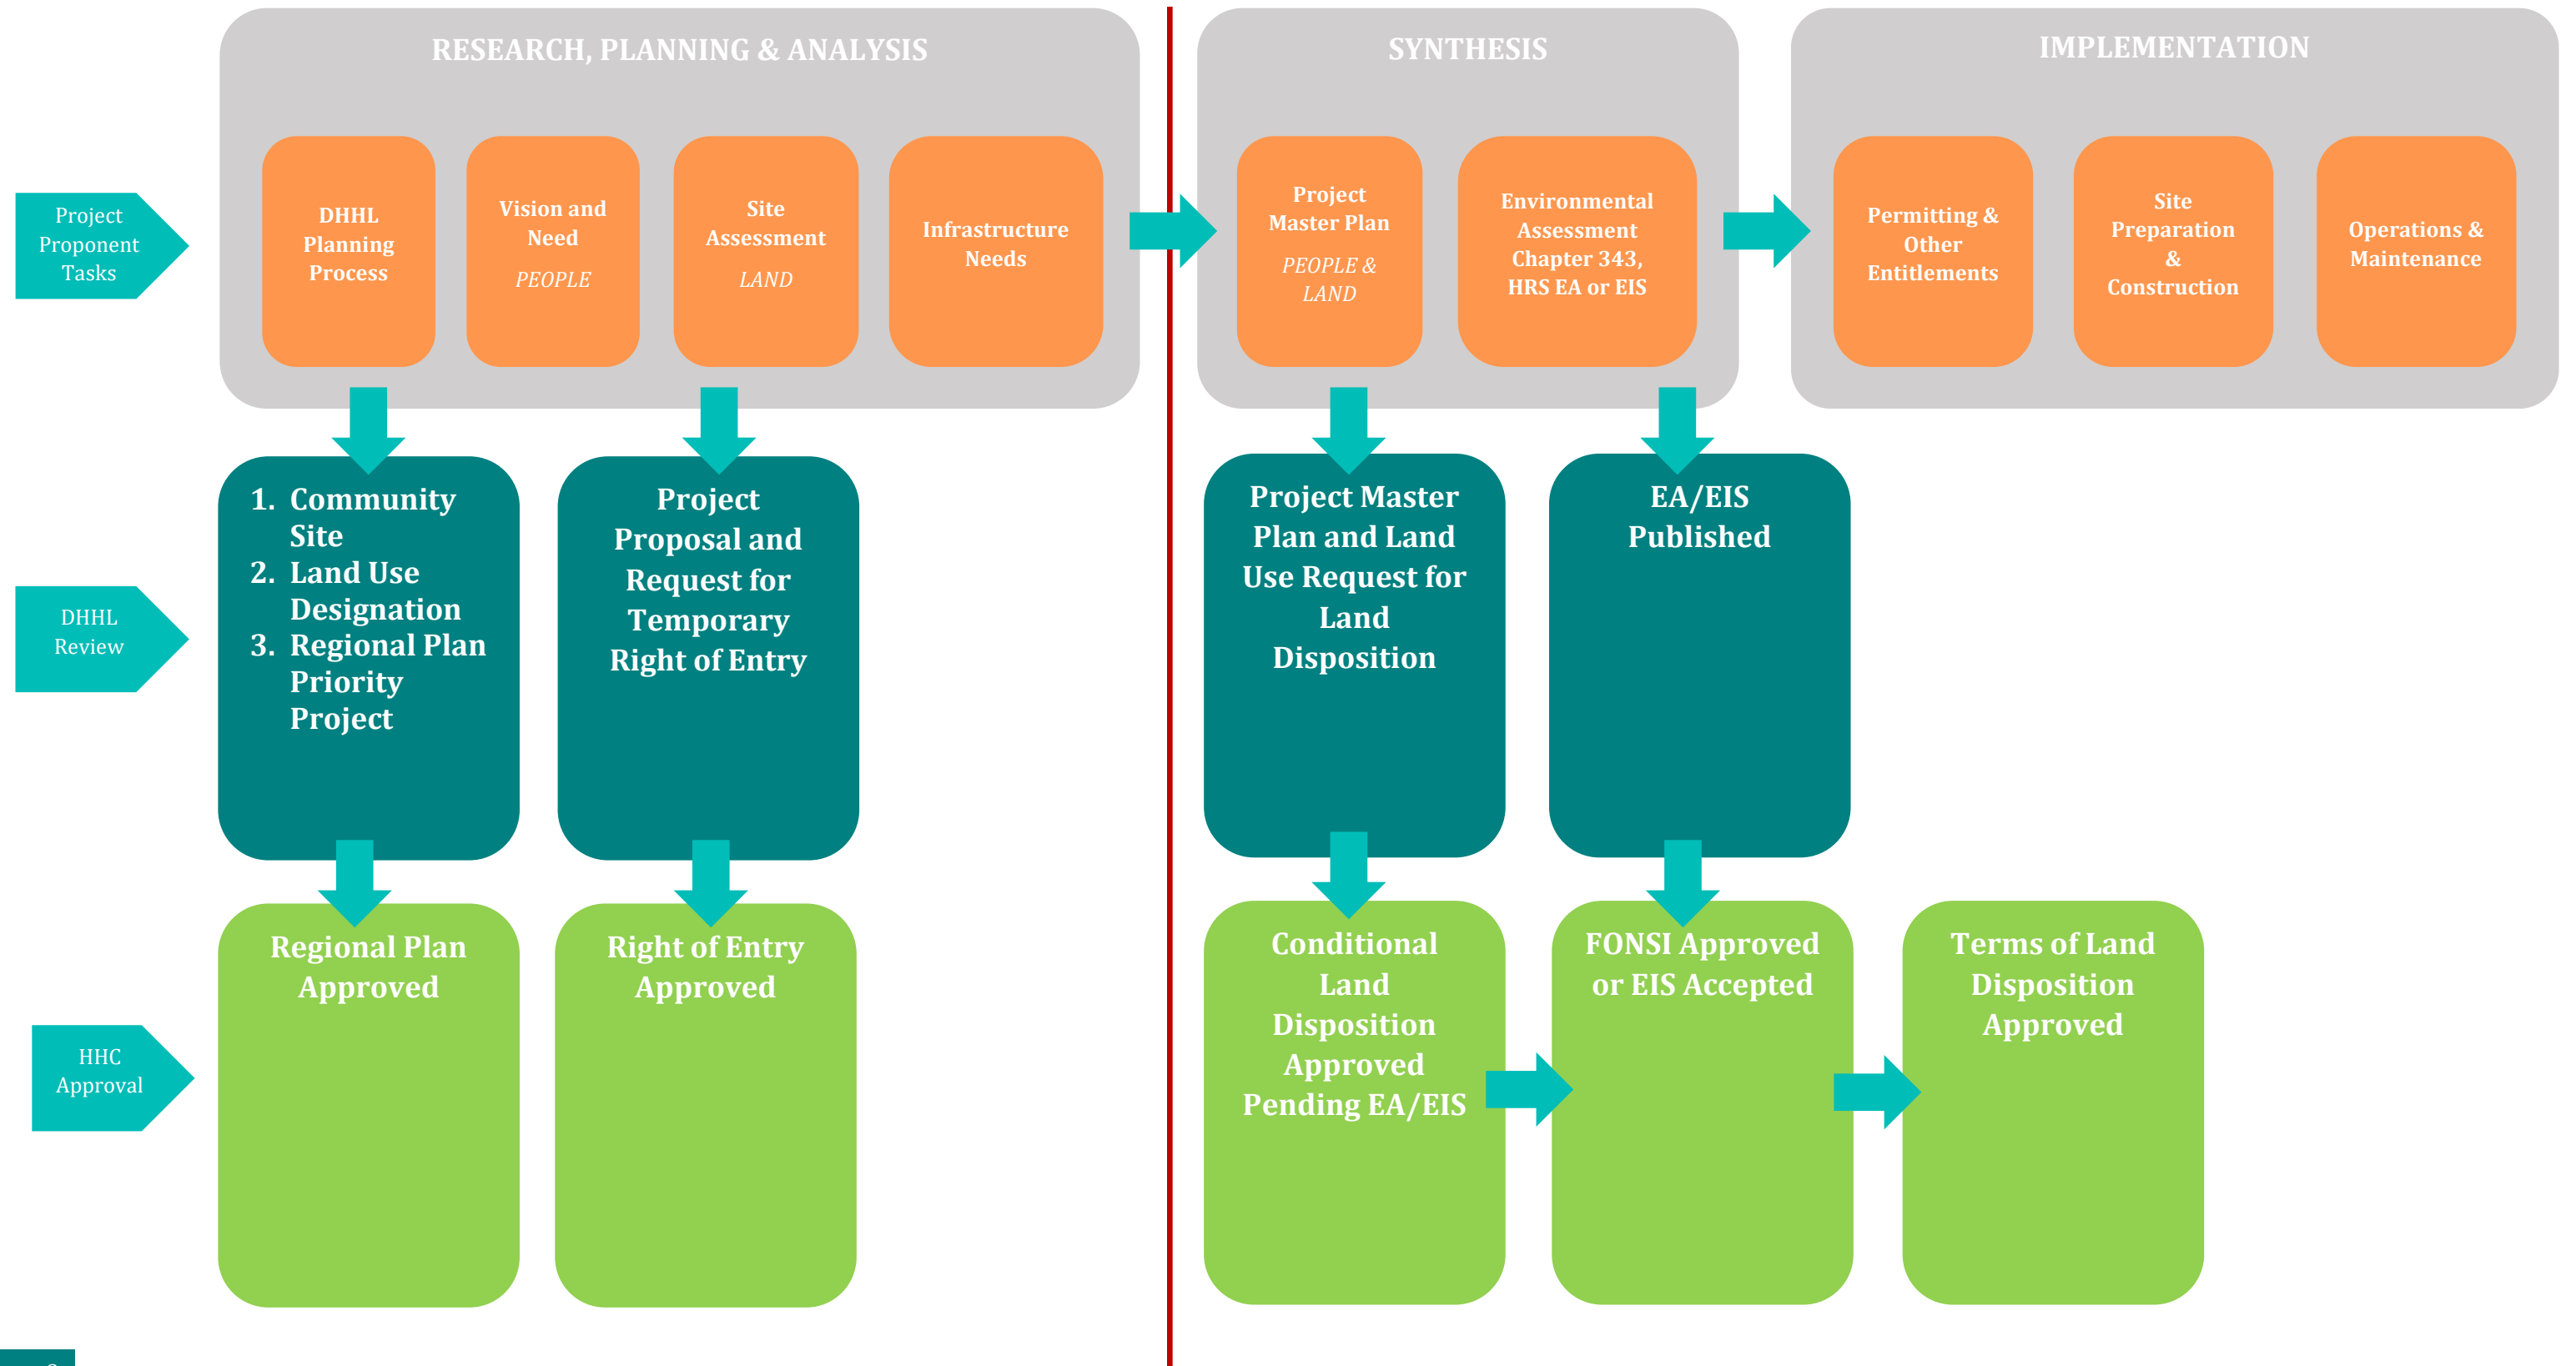 RESEARCH, PLANNING & ANALYSIS
SYNTHESIS
IMPLEMENTATION
Project
Proponent
Tasks
DHHL
Planning
Process
Vision and
Need
PEOPLE
Site
Assessment
LAND
Infrastructure
Needs
Project
Master Plan
PEOPLE &
LAND
Environmental
Assessment
Chapter 343,
HRS EA or EIS
Permitting &
Other
Entitlements
Site
Preparation
&
Construction
Operations &
Maintenance
DHHL
Review
1. Community
Site
2. Land Use
Designation
3. Regional Plan
Priority
Project
Project
Proposal and
Request for
Temporary
Right of Entry
Project Master
Plan and Land
Use Request for
Land
Disposition
EA/EIS
Published
HHC
Approval
Regional Plan
Approved
Right of Entry
Approved
Conditional
Land
Disposition
Approved
Pending EA/EIS
FONSI Approved
or EIS Accepted
Terms of Land
Disposition
Approved